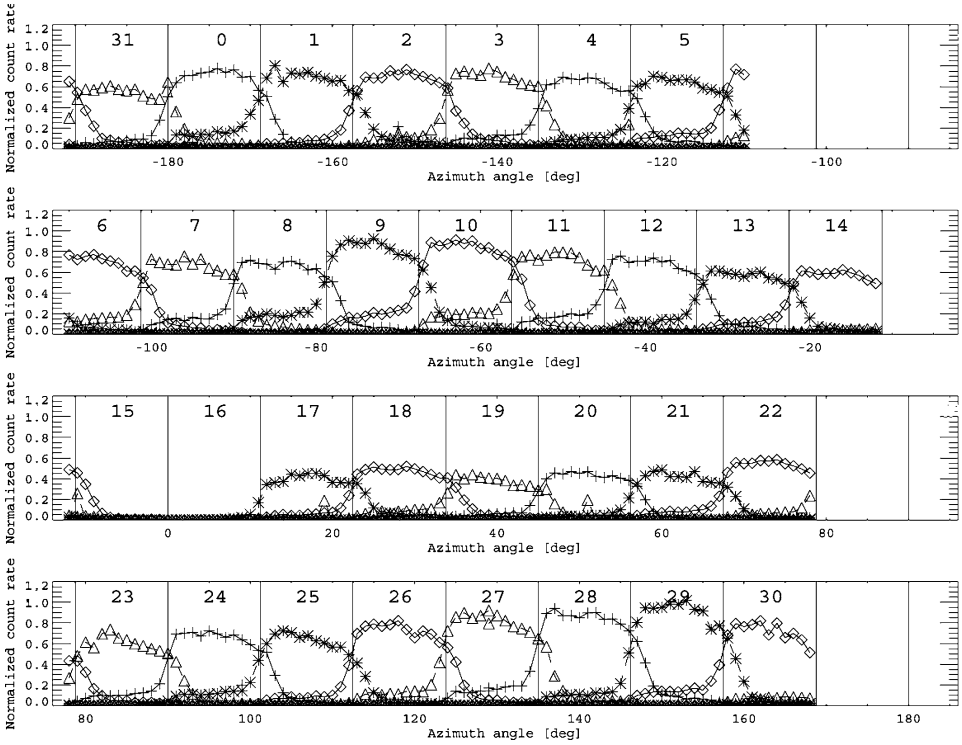 Normalized count rate
1.2
1.0
0.8
0.6
0.4
0.2
0.0
31 0 1 2 3 4 5
-180 -160 -140 -120 -100
Azimuth angle [deg]
Normalized count rate
1.2
1.0
0.8
0.6
0.4
0.2
0.0
6 7 8 9 10 11 12 13 14
-100 -80 -60 -40 -20
Azimuth angle [deg]
Normalized count rate
1.2
1.0
0.8
0.6
0.4
0.2
0.0
15 16 17 18 19 20 21 22
0 20 40 60 80
Azimuth angle [deg]
Normalized count rate
1.2
1.0
0.8
0.6
0.4
0.2
0.0
23 24 25 26 27 28 29 30
80 100 120 140 160 180
Azimuth angle [deg]